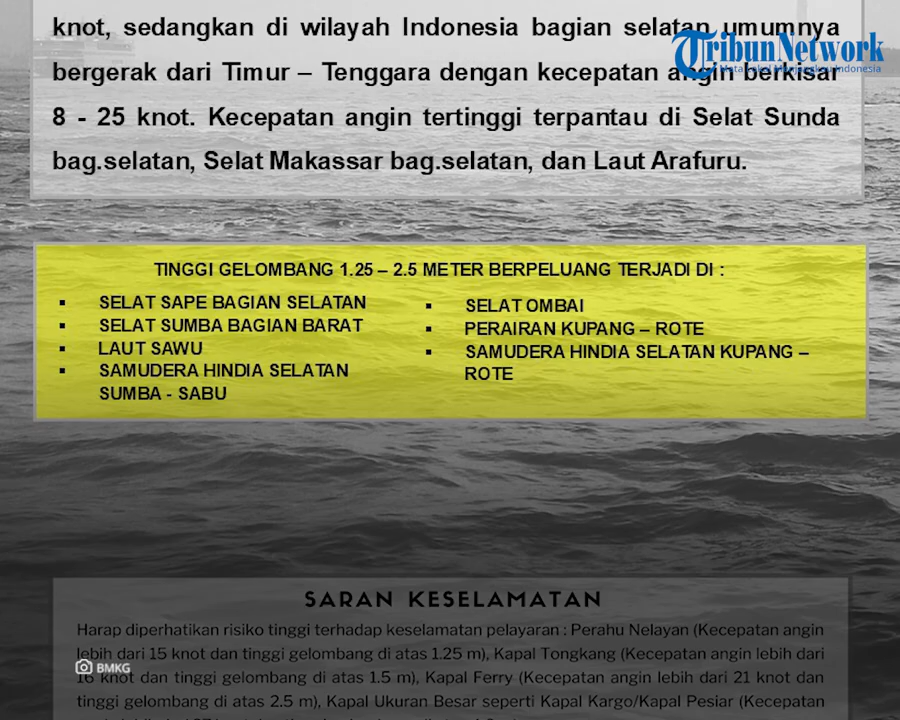 knot, sedangkan di wilayah Indonesia bagian selatan umumnya
bergerak dari Timur – Tenggara dengan kecepatan angin berkisar
8 - 25 knot. Kecepatan angin tertinggi terpantau di Selat Sunda
bag.selatan, Selat Makassar bag.selatan, dan Laut Arafuru.
Tribun Network
Mata Lokal Menjangkau Indonesia
TINGGI GELOMBANG 1.25 – 2.5 METER BERPELUANG TERJADI DI :
▪ SELAT SAPE BAGIAN SELATAN
▪ SELAT SUMBA BAGIAN BARAT
▪ LAUT SAWU
▪ SAMUDERA HINDIA SELATAN
SUMBA - SABU
▪ SELAT OMBAI
▪ PERAIRAN KUPANG – ROTE
▪ SAMUDERA HINDIA SELATAN KUPANG –
ROTE
SARAN KESELAMATAN
Harap diperhatikan risiko tinggi terhadap keselamatan pelayaran : Perahu Nelayan (Kecepatan angin
lebih dari 15 knot dan tinggi gelombang di atas 1.25 m), Kapal Tongkang (Kecepatan angin lebih dari
16 knot dan tinggi gelombang di atas 1.5 m), Kapal Ferry (Kecepatan angin lebih dari 21 knot dan
tinggi gelombang di atas 2.5 m), Kapal Ukuran Besar seperti Kapal Kargo/Kapal Pesiar (Kecepatan
BMKG